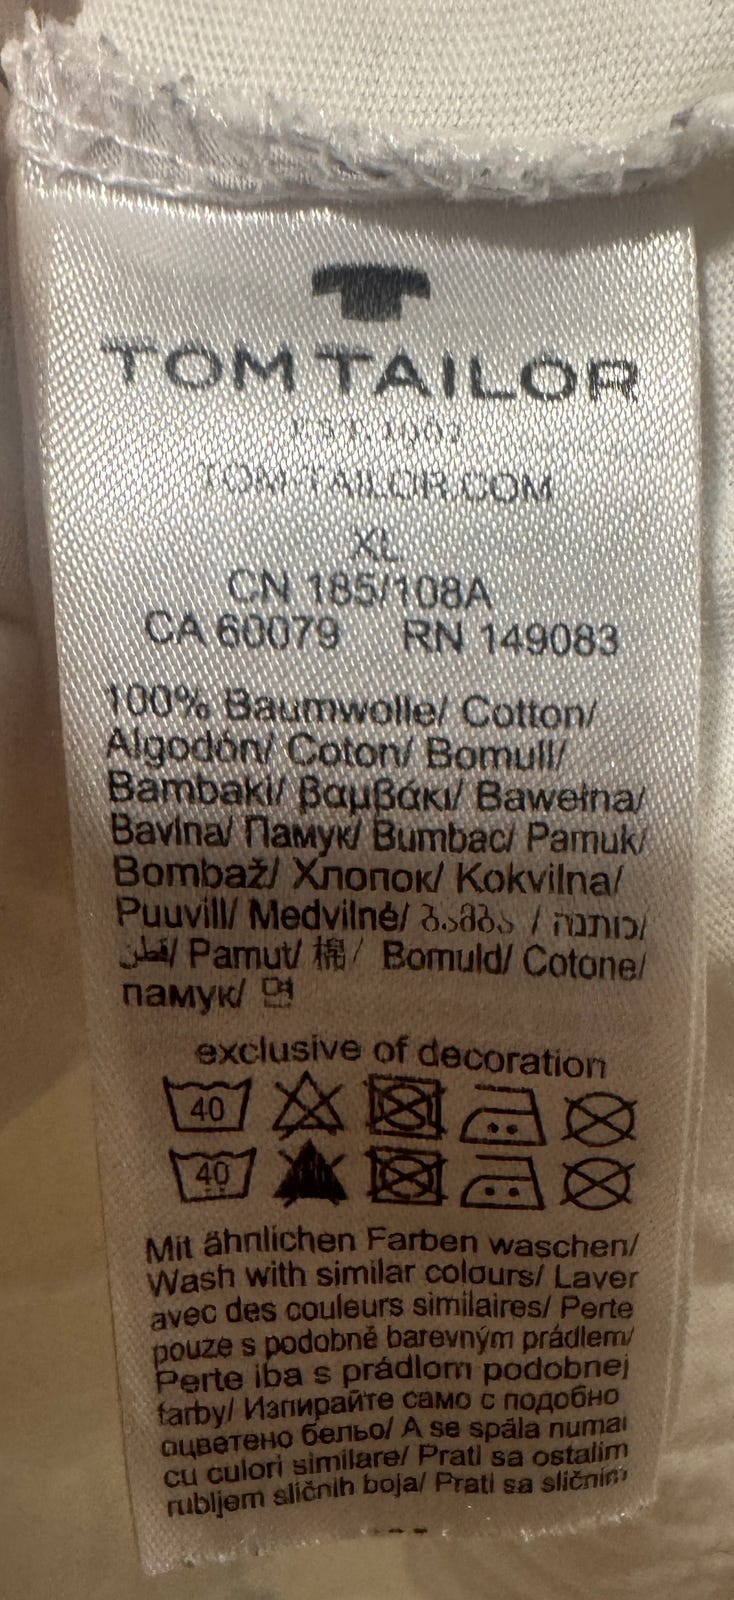 TOM TAILOR
EST. 1962
TOM-TAILOR.COM
XL
CN 185/108A
CA 60079 RN 149083
100% Baumwolle/ Cotton/
Algodón/ Coton/ Bomull/
Bambaki/ βαμβάκι/ Bawełna/
Bavlna/ Памук/ Bumbac/ Pamuk/
Bombaž/ Хлопок/ Kokvilna/
Puuvill/ Medvilnė/ ბამბა / כותנה/
قطن/ Pamut/ 棉/ Bomuld/ Cotone/
памук/ 면
exclusive of decoration
40
40
Mit ähnlichen Farben waschen/
Wash with similar colours/ Laver
avec des couleurs similaires/ Perte
pouze s podobně barevným prádlem/
Perte iba s prádlom podobnej
farby/ Изпирайте само с подобно
оцветено бельо/ A se spăla numai
cu culori similare/ Prati sa ostalim
rubljem sličnih boja/ Prati sa sličnim